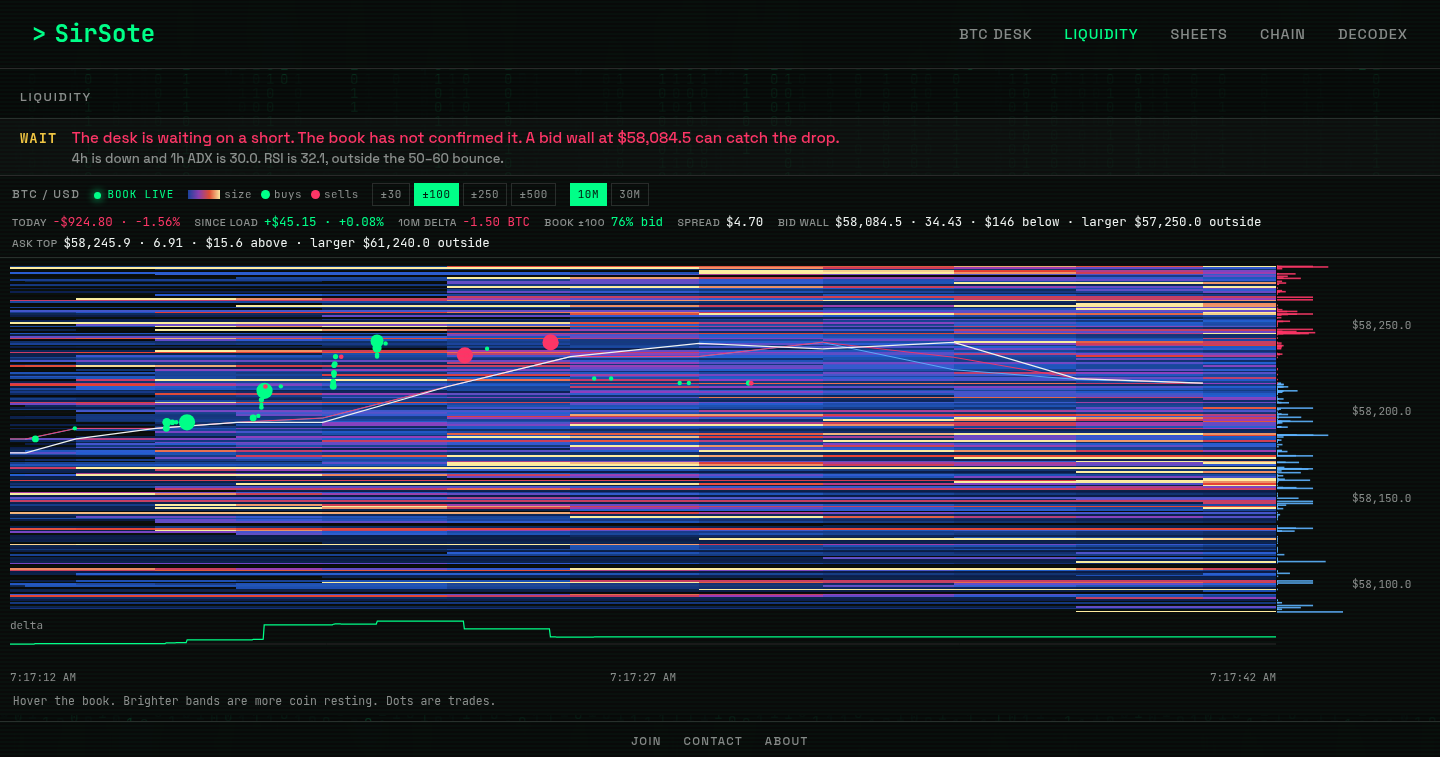 > SirSote
BTC DESK LIQUIDITY SHEETS CHAIN DECODEX
LIQUIDITY
WAIT The desk is waiting on a short. The book has not confirmed it. A bid wall at $58,084.5 can catch the drop.
4h is down and 1h ADX is 30.0. RSI is 32.1, outside the 50–60 bounce.
BTC / USD BOOK LIVE size buys sells ±30 ±100 ±250 ±500 10M 30M
TODAY -$924.80 · -1.56% SINCE LOAD +$45.15 · +0.08% 10M DELTA -1.50 BTC BOOK ±100 76% bid SPREAD $4.70 BID WALL $58,084.5 · 34.43 · $146 below · larger $57,250.0 outside
ASK TOP $58,245.9 · 6.91 · $15.6 above · larger $61,240.0 outside
$58,250.0
$58,200.0
$58,150.0
$58,100.0
delta
7:17:12 AM 7:17:27 AM 7:17:42 AM
Hover the book. Brighter bands are more coin resting. Dots are trades.
JOIN CONTACT ABOUT